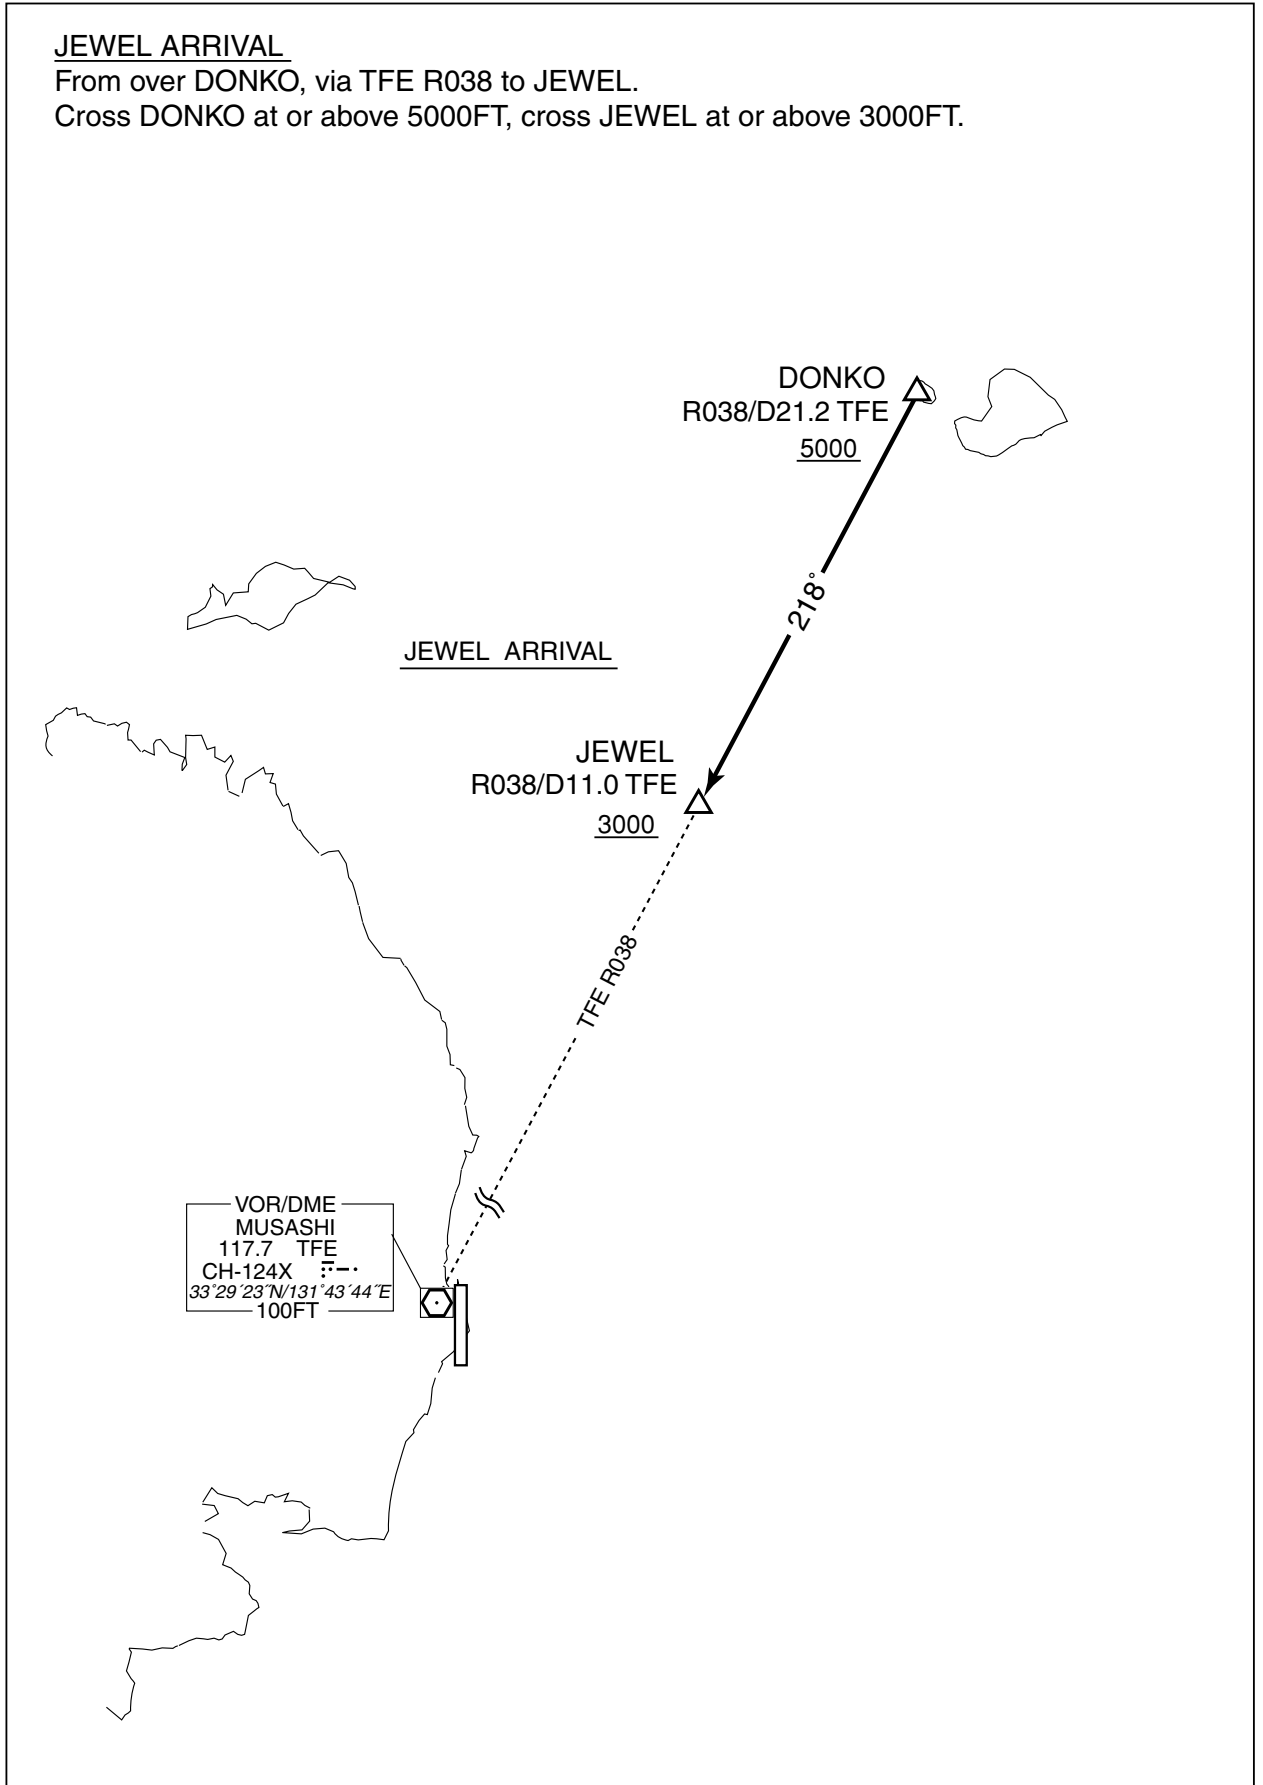 JEWEL ARRIVAL
From over DONKO, via TFE R038 to JEWEL.
Cross DONKO at or above 5000FT, cross JEWEL at or above 3000FT.
DONKO
R038/D21.2 TFE
5000
218°
JEWEL ARRIVAL
JEWEL
R038/D11.0 TFE
3000
TFE R038
VOR/DME
MUSASHI
117.7 TFE
CH-124X
33°29´23˝N/131°43´44˝E
100FT